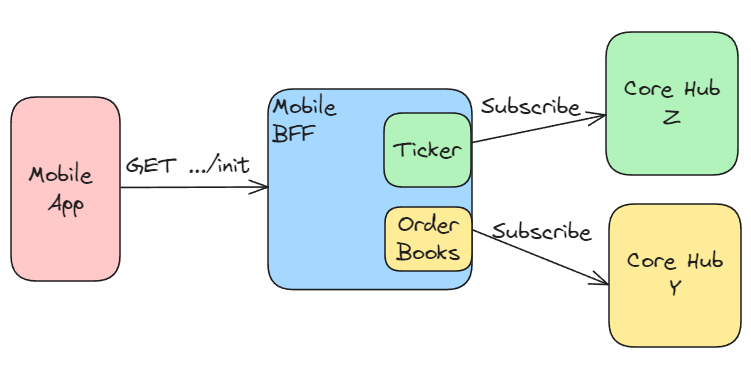 Mobile
App
GET .../init
Mobile
BFF
Ticker
Order
Books
Subscribe
Subscribe
Core Hub
Z
Core Hub
Y